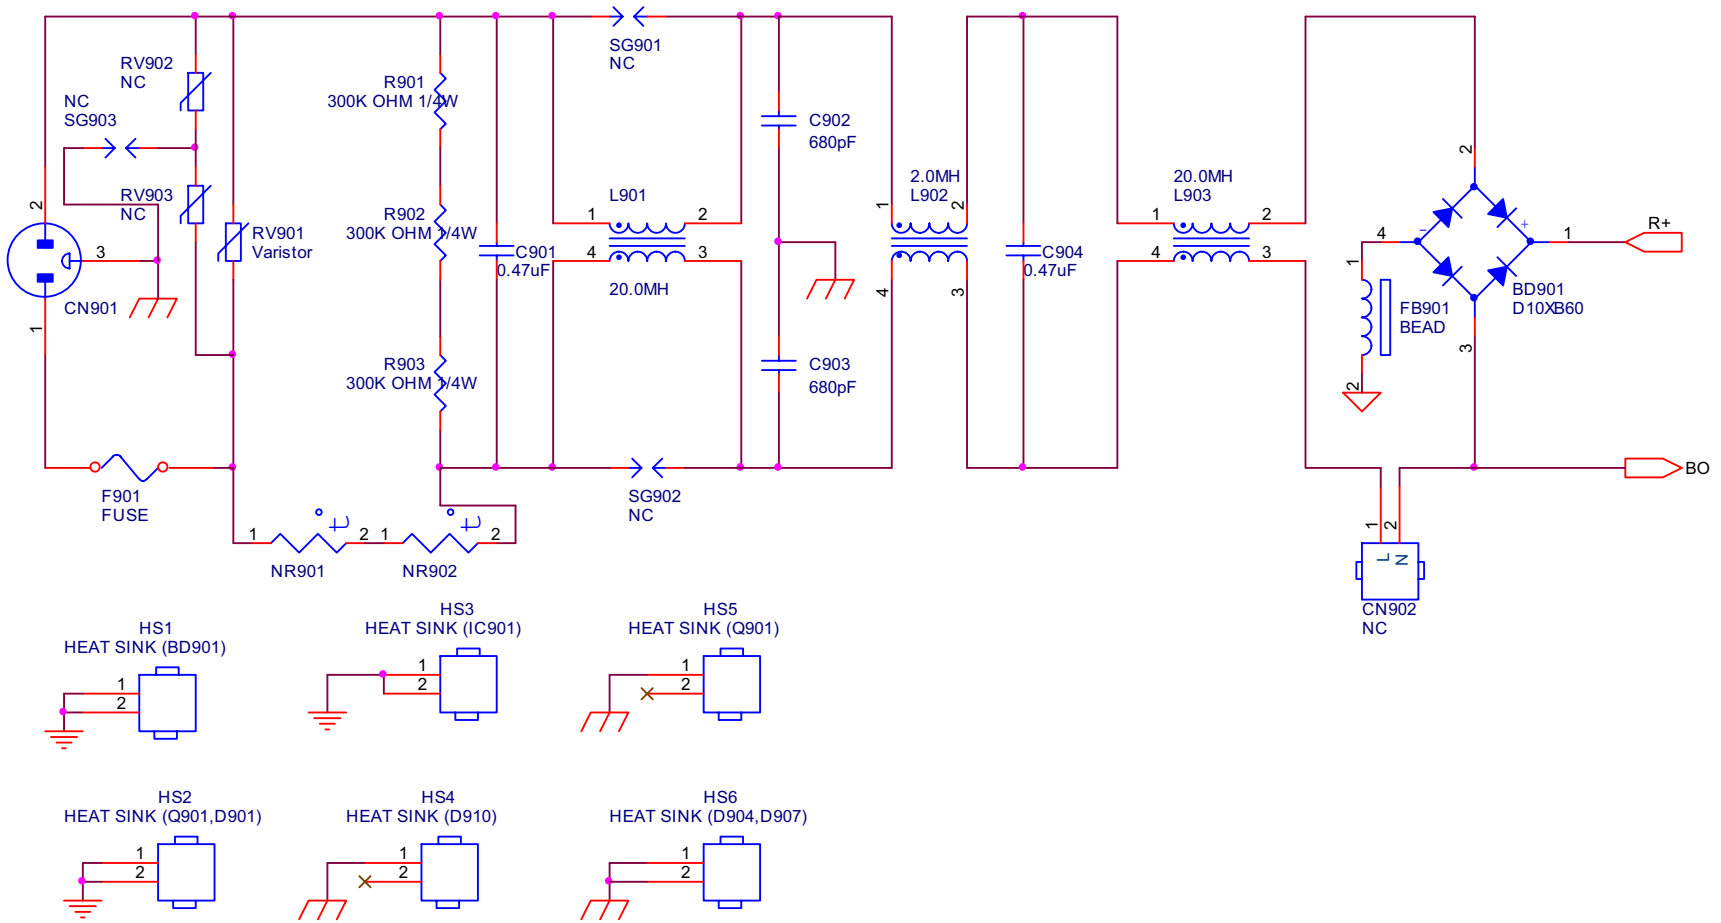 SG901
NC
RV902
NC
NC
SG903
R901
300K OHM 1/4W
C902
680pF
RV903
NC
L901
1
2
4
3
20.0MH
2.0MH
L902
1
2
4
3
20.0MH
L903
1
2
4
3
2
1
R+
4
-
+
2
3
1
CN901
RV901
Varistor
R902
300K OHM 1/4W
C901
0.47uF
C904
0.47uF
1
FB901
BEAD
2
BD901
D10XB60
3
R903
300K OHM 1/4W
C903
680pF
F901
FUSE
SG902
NC
BO
1
2
1
2
NR901
NR902
1
2
L
N
CN902
NC
HS1
HEAT SINK (BD901)
1
2
HS3
HEAT SINK (IC901)
1
2
HS5
HEAT SINK (Q901)
1
2
HS2
HEAT SINK (Q901,D901)
1
2
HS4
HEAT SINK (D910)
1
2
HS6
HEAT SINK (D904,D907)
1
2